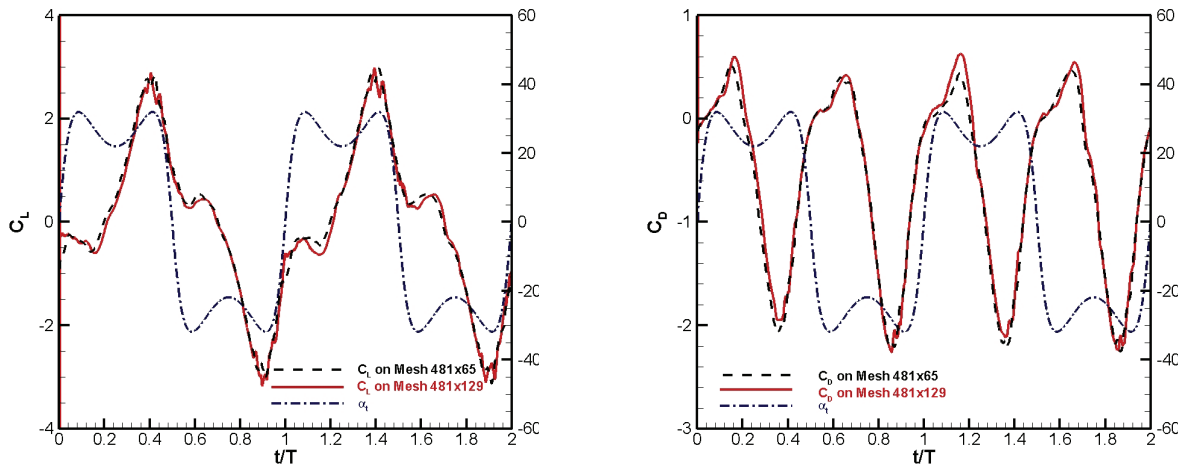 4
2
0
-2
-4
C_L
60
40
20
0
-20
-40
-60
C_L on Mesh 481x65
C_L on Mesh 481x129
α_t
0 0.2 0.4 0.6 0.8 1 1.2 1.4 1.6 1.8 2
t/T
1
0
-1
-2
-3
C_D
60
40
20
0
-20
-40
-60
C_D on Mesh 481x65
C_D on Mesh 481x129
α_t
0 0.2 0.4 0.6 0.8 1 1.2 1.4 1.6 1.8 2
t/T